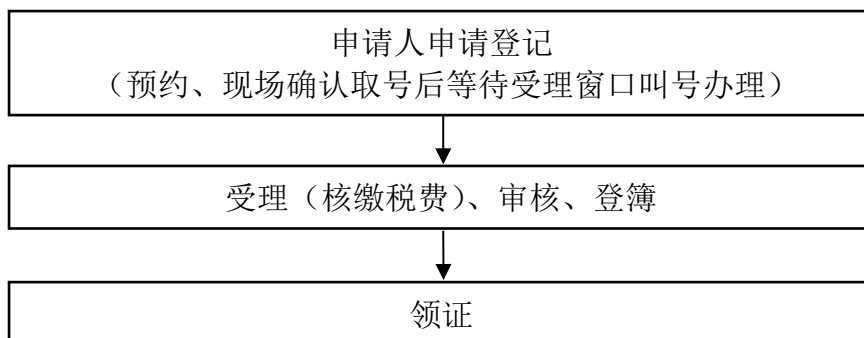 申请人申请登记
（预约、现场确认取号后等待受理窗口叫号办理）
受理（核缴税费）、审核、登簿
领证